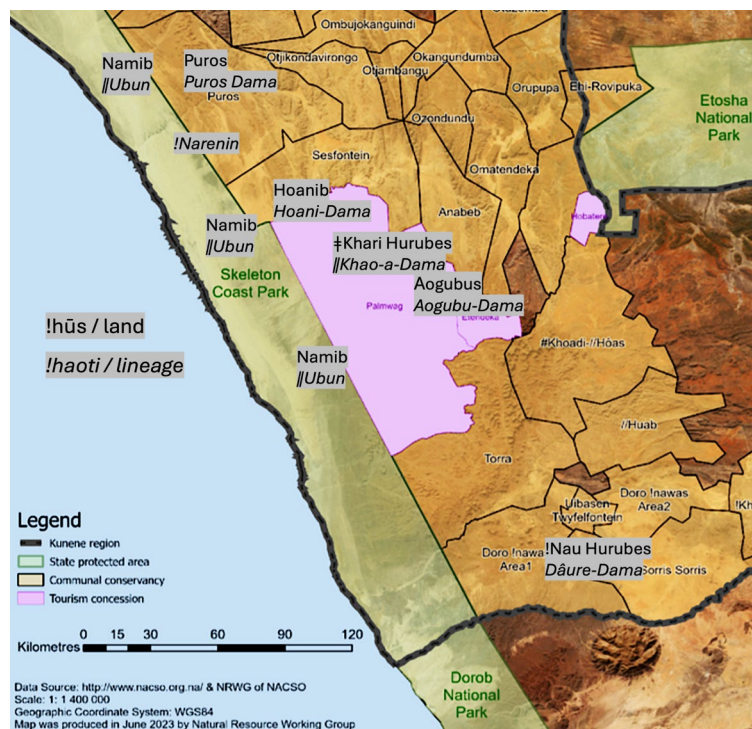 Ombujokanguindi
Otuzemba
Namib
ǁUbun
Puros
Puros Dama
Puros
Otjikondavirongo
Otjambangu
Okangundumba
Orupupa
Ehi-Rovipuka
Etosha
National
Park
Ozondundu
!Narenin
Sesfontein
Omatendeka
Hoanib
Hoani-Dama
Anabeb
Hobatere
Namib
ǁUbun
ǂKhari Hurubes
ǁKhao-a-Dama
Skeleton
Coast Park
Aogubus
Aogubu-Dama
Palmwag
Etendeka
!hūs / land
!haoti / lineage
#Khoadi-//Hôas
Namib
ǁUbun
//Huab
Torra
Doro !nawas
Area2
!Kh
Uibasen
Twyfelfontein
Doro !nawa
Area1
!Nau Hurubes
Dâure-Dama
Sorris Sorris
Legend
Kunene region
State protected area
Communal conservancy
Tourism concession
Kilometres
0 15 30 60 90 120
Dorob
National
Park
Data Source: http://www.nacso.org.na/ & NRWG of NACSO
Scale: 1: 1 400 000
Geographic Coordinate System: WGS84
Map was produced in June 2023 by Natural Resource Working Group